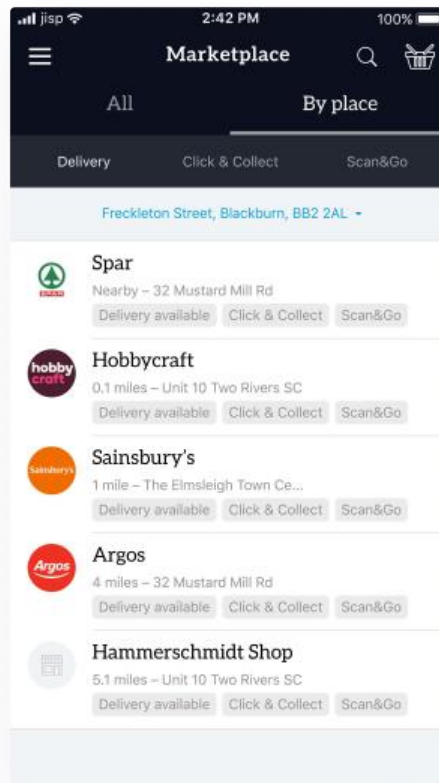 jisp 2:42 PM 100%
Marketplace
All By place
Delivery Click & Collect Scan&Go
Freckleton Street, Blackburn, BB2 2AL
Spar
SPAR
Nearby – 32 Mustard Mill Rd
Delivery available Click & Collect Scan&Go
hobby
craft
Hobbycraft
0.1 miles – Unit 10 Two Rivers SC
Delivery available Click & Collect Scan&Go
Sainsbury's
Sainsbury's
1 mile – The Elmsleigh Town Ce...
Delivery available Click & Collect Scan&Go
Argos
Argos
4 miles – 32 Mustard Mill Rd
Delivery available Click & Collect Scan&Go
Hammerschmidt Shop
5.1 miles – Unit 10 Two Rivers SC
Delivery available Click & Collect Scan&Go